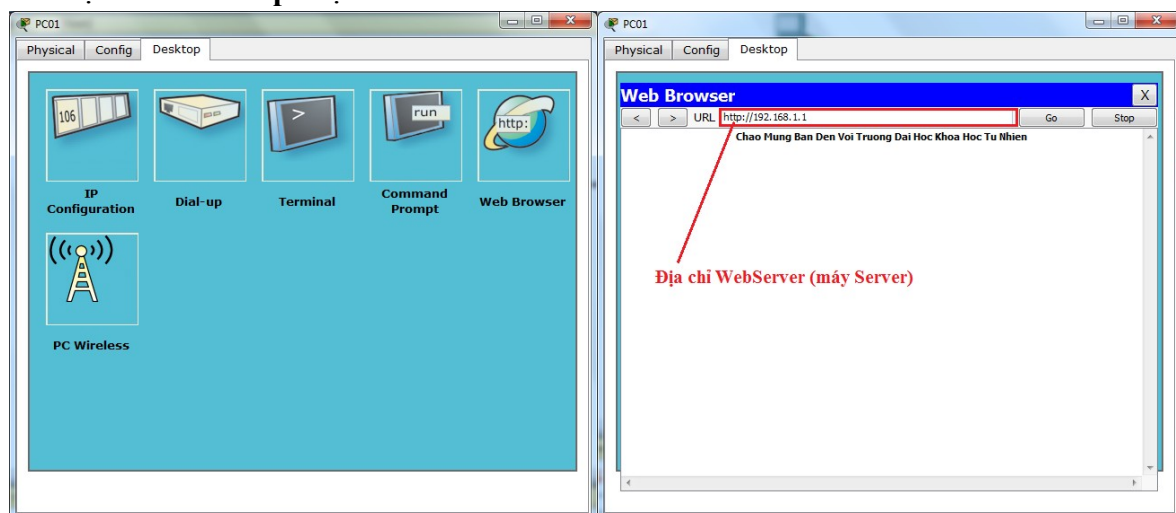 PC01
Physical Config Desktop
106
run
http:
IP Configuration
Dial-up
Terminal
Command Prompt
Web Browser
PC Wireless
PC01
Physical Config Desktop
Web Browser X
< > URL http://192.168.1.1 Go Stop
Chao Mung Ban Den Voi Truong Dai Hoc Khoa Hoc Tu Nhien
Địa chỉ WebServer (máy Server)